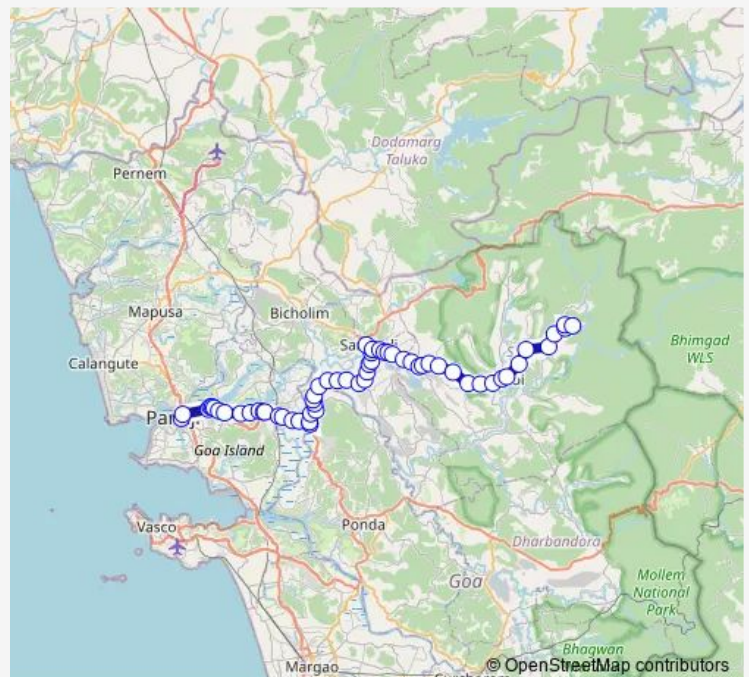 Dodamarg
Taluka
Pernem
Mapusa
Bicholim
Calangute
Bhimgad
WLS
Goa Island
Vasco
Ponda
Dharbandora
Goa
Mollem
National
Park
Bhagwan
Margao
© OpenStreetMap contributors